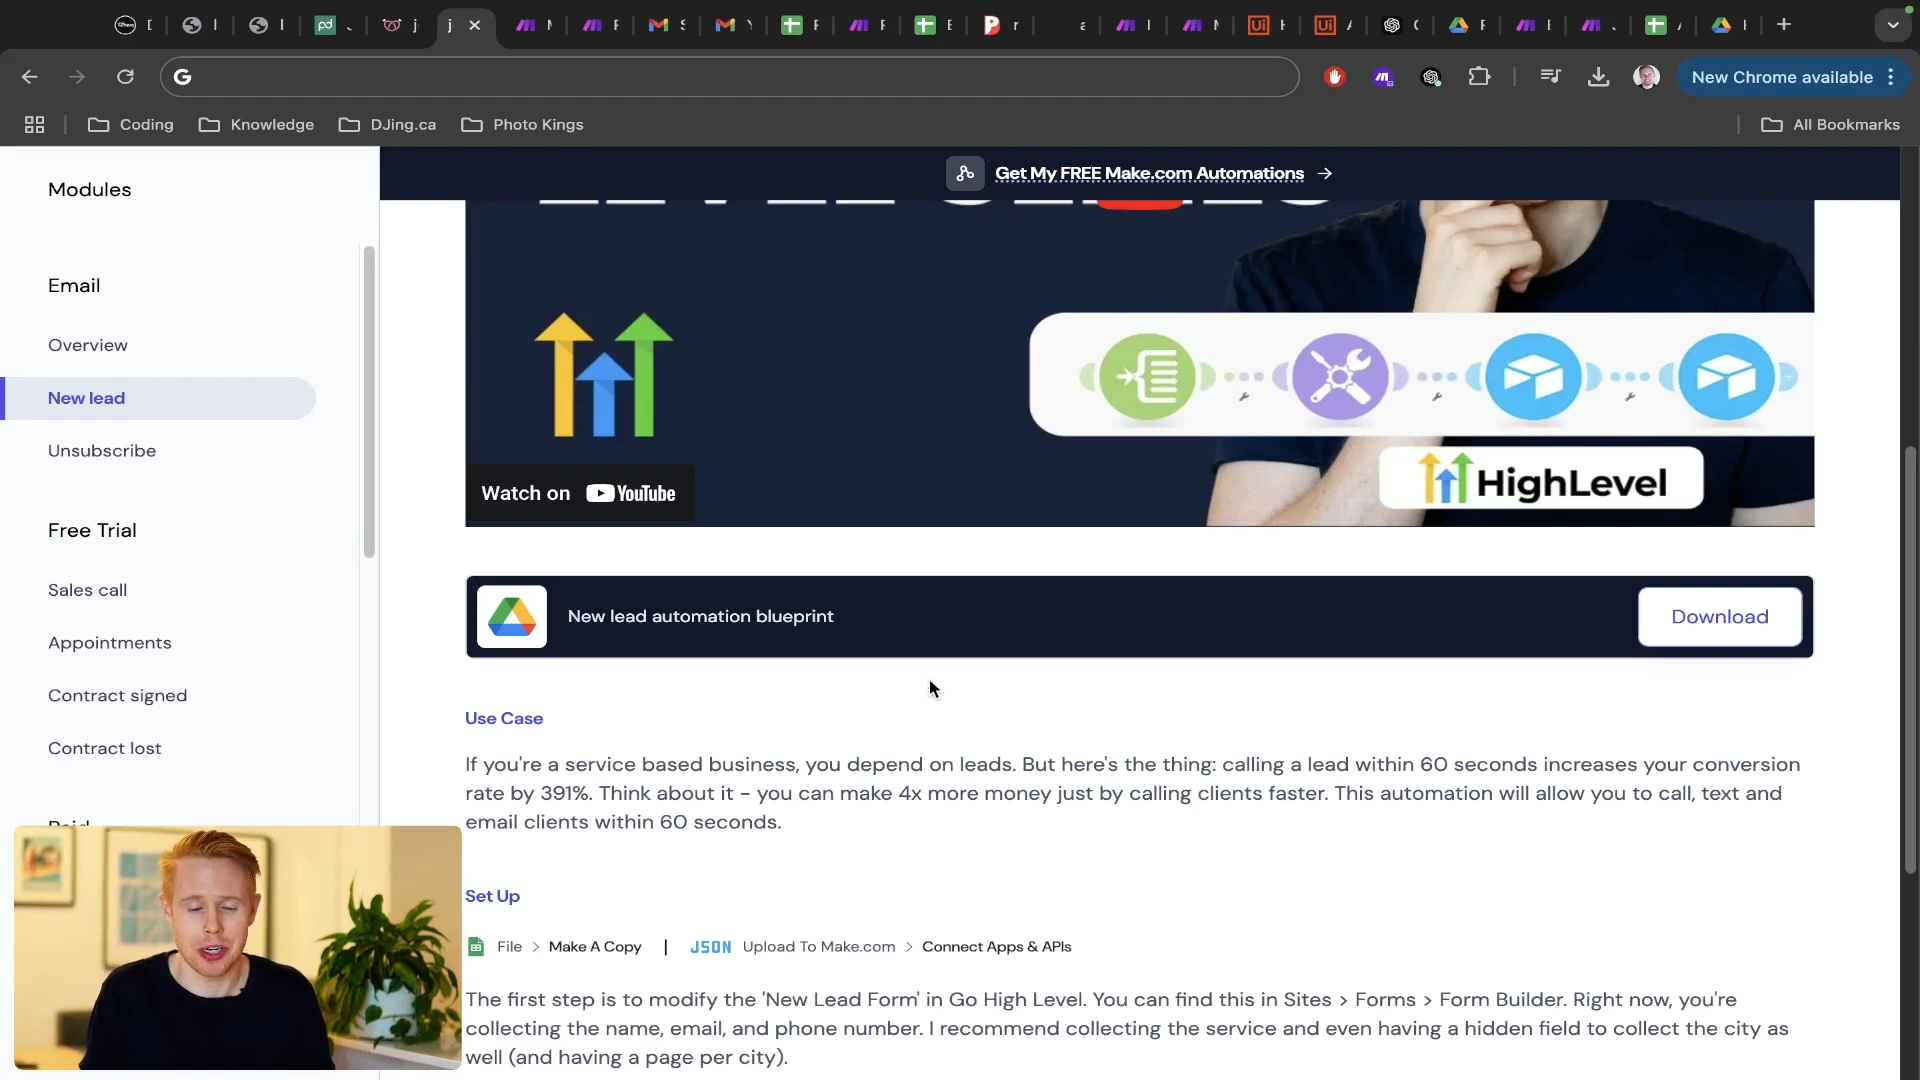 New Chrome available
Coding
Knowledge
DJing.ca
Photo Kings
All Bookmarks
Modules
Get My FREE Make.com Automations →
Email
Overview
New lead
Unsubscribe
Free Trial
Sales call
Appointments
Contract signed
Contract lost
HighLevel
Watch on YouTube
New lead automation blueprint
Download
Use Case
If you're a service based business, you depend on leads. But here's the thing: calling a lead within 60 seconds increases your conversion
rate by 391%. Think about it - you can make 4x more money just by calling clients faster. This automation will allow you to call, text and
email clients within 60 seconds.
Set Up
File > Make A Copy | JSON Upload To Make.com > Connect Apps & APIs
The first step is to modify the 'New Lead Form' in Go High Level. You can find this in Sites > Forms > Form Builder. Right now, you're
collecting the name, email, and phone number. I recommend collecting the service and even having a hidden field to collect the city as
well (and having a page per city).